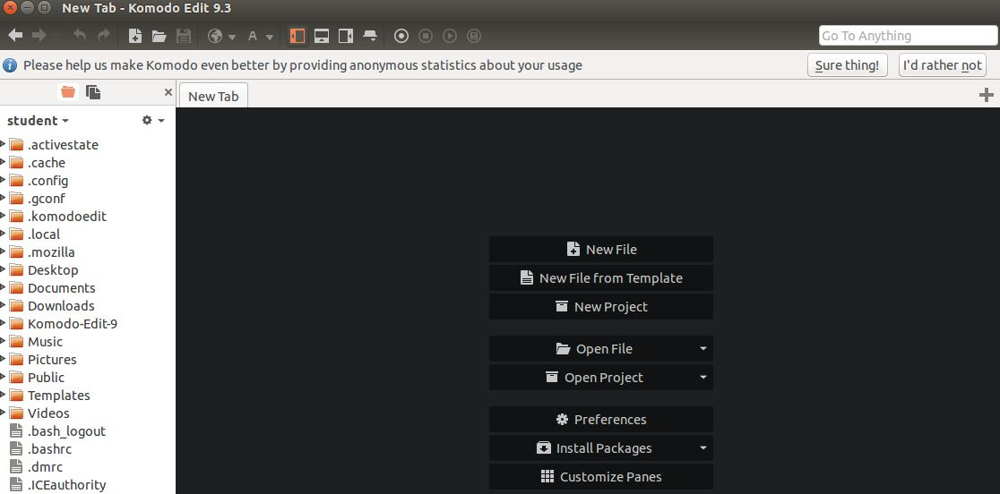 New Tab - Komodo Edit 9.3
A
Go To Anything
Please help us make Komodo even better by providing anonymous statistics about your usage
Sure thing!
I'd rather not
New Tab
student
.activestate
.cache
.config
.gconf
.komodoedit
.local
.mozilla
Desktop
Documents
Downloads
Komodo-Edit-9
Music
Pictures
Public
Templates
Videos
.bash_logout
.bashrc
.dmrc
.ICEauthority
New File
New File from Template
New Project
Open File
Open Project
Preferences
Install Packages
Customize Panes